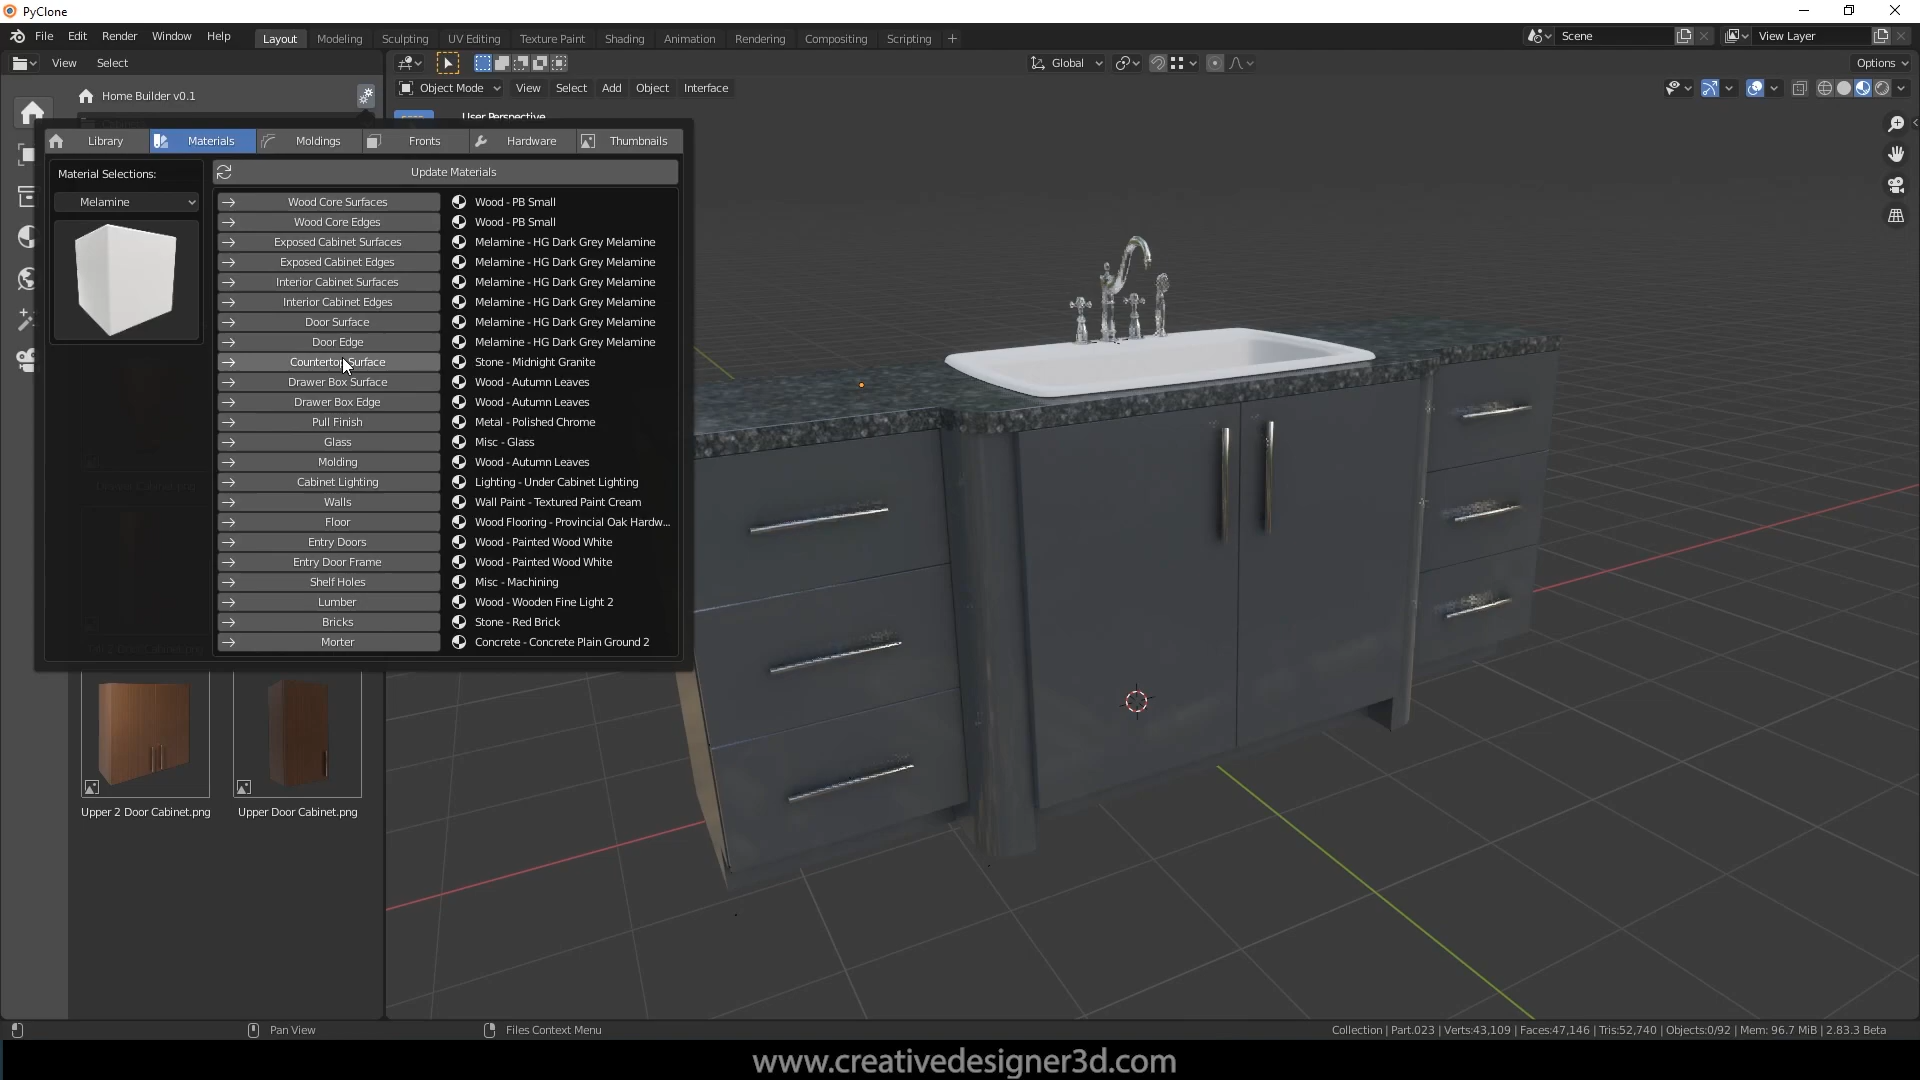 PyClone
File Edit Render Window Help Layout Modeling Sculpting UV Editing Texture Paint Shading Animation Rendering Compositing Scripting + Scene View Layer
View Select Global Options
Home Builder v0.1 Object Mode View Select Add Object Interface
User Perspective
Library Materials Moldings Fronts Hardware Thumbnails
Material Selections: Update Materials
Melamine
Wood Core Surfaces Wood - PB Small
Wood Core Edges Wood - PB Small
Exposed Cabinet Surfaces Melamine - HG Dark Grey Melamine
Exposed Cabinet Edges Melamine - HG Dark Grey Melamine
Interior Cabinet Surfaces Melamine - HG Dark Grey Melamine
Interior Cabinet Edges Melamine - HG Dark Grey Melamine
Door Surface Melamine - HG Dark Grey Melamine
Door Edge Melamine - HG Dark Grey Melamine
Countertop Surface Stone - Midnight Granite
Drawer Box Surface Wood - Autumn Leaves
Drawer Box Edge Wood - Autumn Leaves
Pull Finish Metal - Polished Chrome
Glass Misc - Glass
Molding Wood - Autumn Leaves
Cabinet Lighting Lighting - Under Cabinet Lighting
Walls Wall Paint - Textured Paint Cream
Floor Wood Flooring - Provincial Oak Hardw...
Entry Doors Wood - Painted Wood White
Entry Door Frame Wood - Painted Wood White
Shelf Holes Misc - Machining
Lumber Wood - Wooden Fine Light 2
Bricks Stone - Red Brick
Morter Concrete - Concrete Plain Ground 2
Upper 2 Door Cabinet.png Upper Door Cabinet.png
Pan View Files Context Menu Collection | Part.023 | Verts:43,109 | Faces:47,146 | Tris:52,740 | Objects:0/92 | Mem: 96.7 MiB | 2.83.3 Beta
www.creativedesigner3d.com